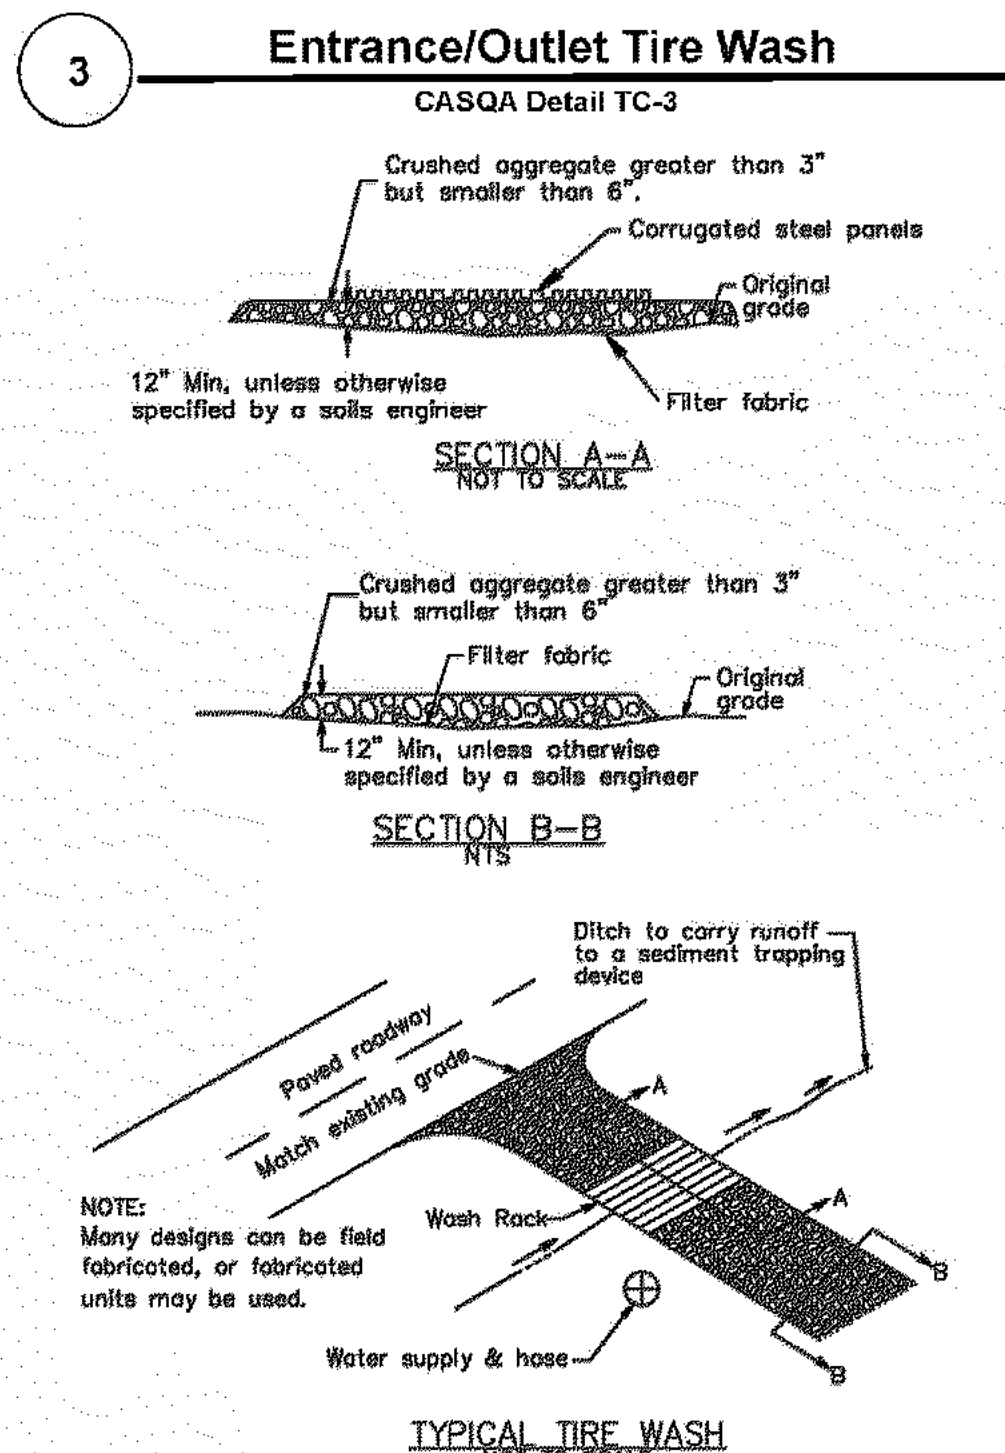 3
Entrance/Outlet Tire Wash
CASQA Detail TC-3
Crushed aggregate greater than 3"
but smaller than 6".
Corrugated steel panels
Original
grade
12" Min, unless otherwise
specified by a soils engineer
Filter fabric
SECTION A-A
NOT TO SCALE
Crushed aggregate greater than 3"
but smaller than 6"
Filter fabric
Original
grade
12" Min, unless otherwise
specified by a soils engineer
SECTION B-B
NTS
Ditch to carry runoff
to a sediment trapping
device
Paved roadway
Match existing grade
A
A
NOTE:
Many designs can be field
fabricated, or fabricated
units may be used.
Wash Rack
B
Water supply & hose
B
TYPICAL TIRE WASH